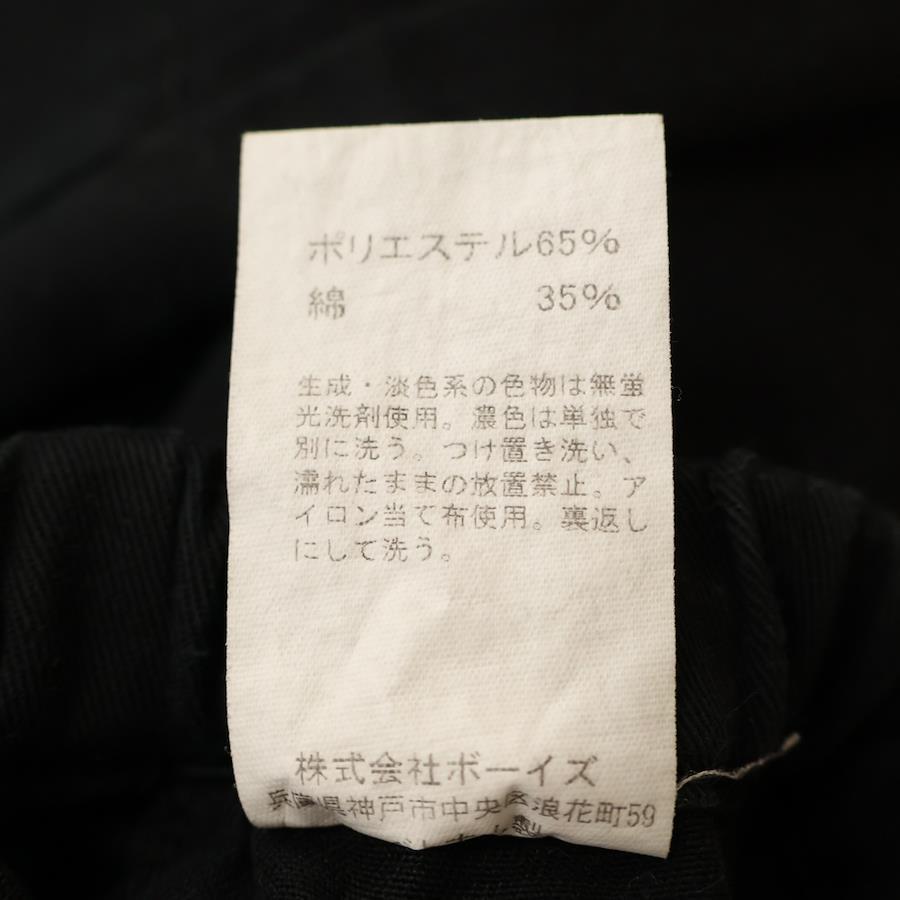 ポリエステル65%
綿 35%
生成・淡色系の色物は無蛍
光洗剤使用。濃色は単独で
別に洗う。つけ置き洗い、
濡れたままの放置禁止。ア
イロン当て布使用。裏返し
にして洗う。
株式会社ボーイズ
兵庫県神戸市中央区浪花町59